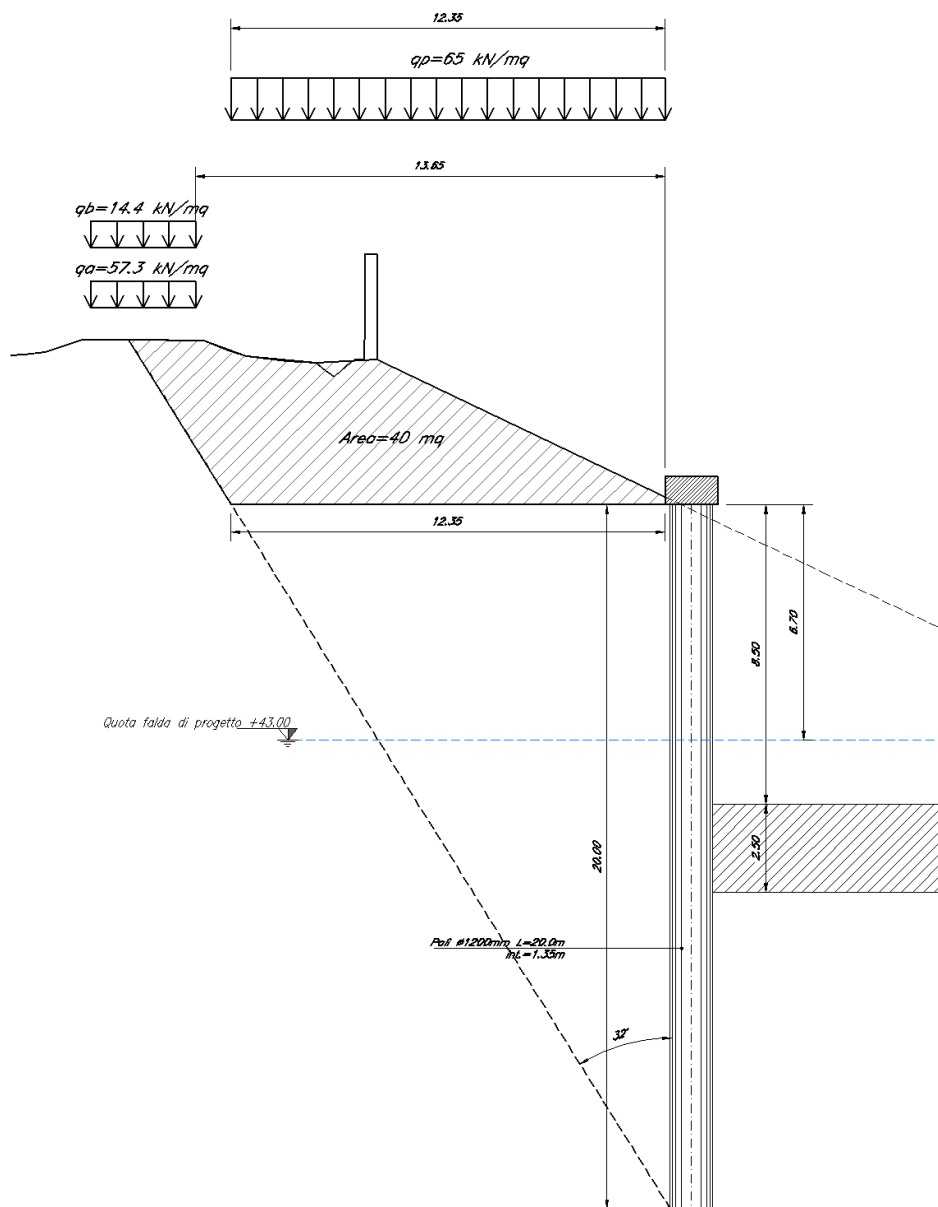 12.35
qp=65 kN/mq
13.65
qb=14.4 kN/mq
qa=57.3 kN/mq
Area=40 mq
12.35
6.70
8.50
Quota falda di progetto +43.00
20.00
2.50
Pali ø1200mm L=20.0m
int.=1.35m
32°